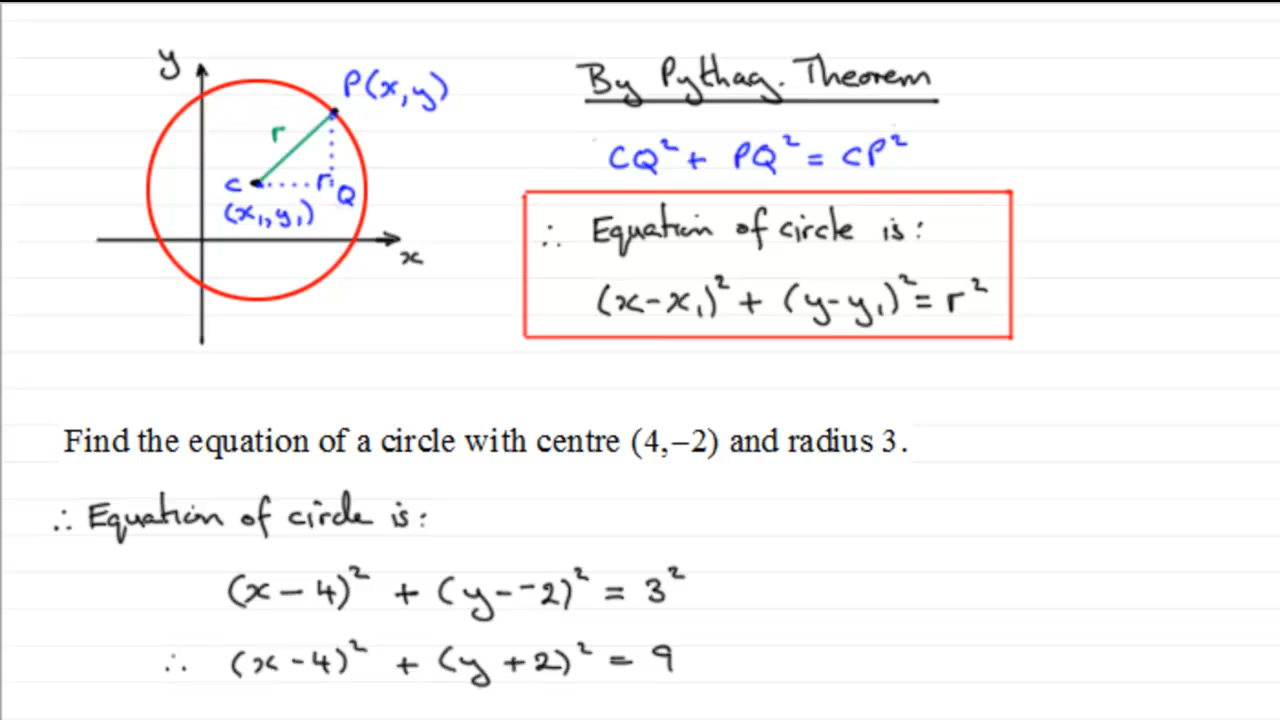 y
P(x,y)
r
C
Q
(x₁,y₁)
x
By Pythag. Theorem
CQ² + PQ² = CP²
∴ Equation of circle is:
(x-x₁)² + (y-y₁)² = r²
Find the equation of a circle with centre (4,–2) and radius 3.
∴ Equation of circle is:
(x-4)² + (y--2)² = 3²
∴ (x-4)² + (y+2)² = 9